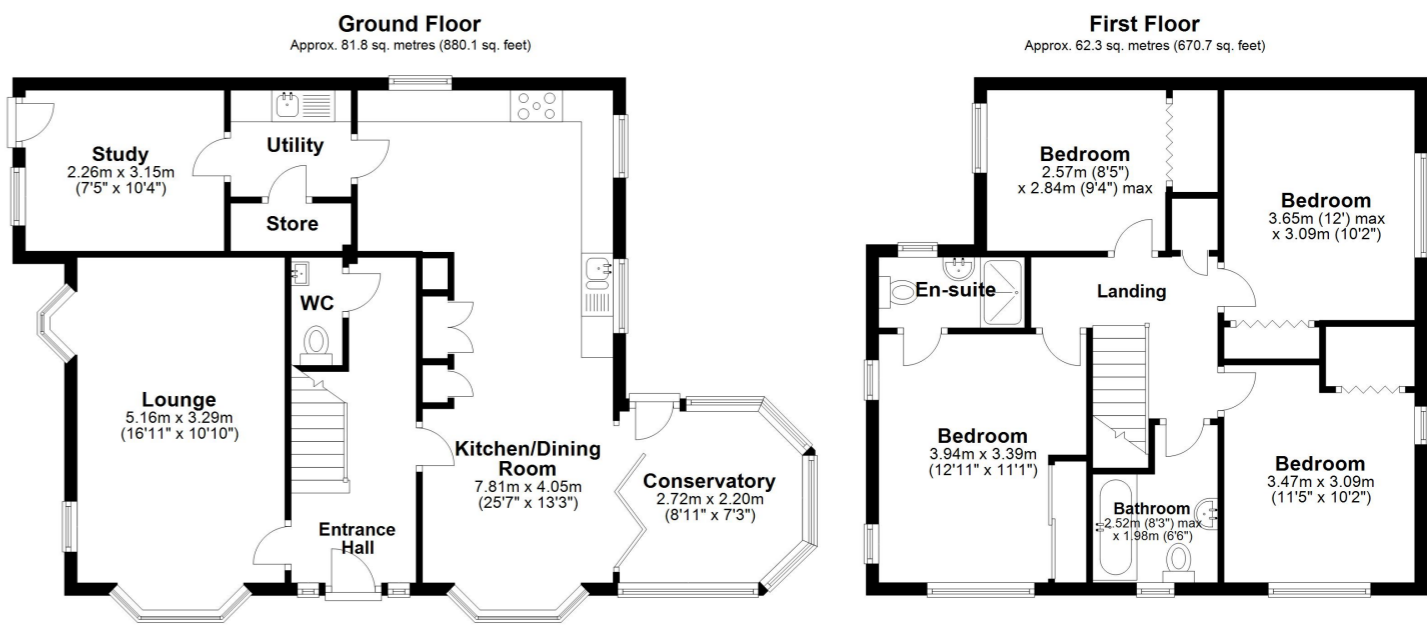 Ground Floor
Approx. 81.8 sq. metres (880.1 sq. feet)
Study
2.26m x 3.15m
(7'5" x 10'4")
Utility
Store
WC
Lounge
5.16m x 3.29m
(16'11" x 10'10")
Kitchen/Dining
Room
7.81m x 4.05m
(25'7" x 13'3")
Conservatory
2.72m x 2.20m
(8'11" x 7'3")
Entrance
Hall
First Floor
Approx. 62.3 sq. metres (670.7 sq. feet)
Bedroom
2.57m (8'5")
x 2.84m (9'4") max
Bedroom
3.65m (12') max
x 3.09m (10'2")
En-suite
Landing
Bedroom
3.94m x 3.39m
(12'11" x 11'1")
Bedroom
3.47m x 3.09m
(11'5" x 10'2")
Bathroom
2.52m (8'3") max
x 1.98m (6'6")